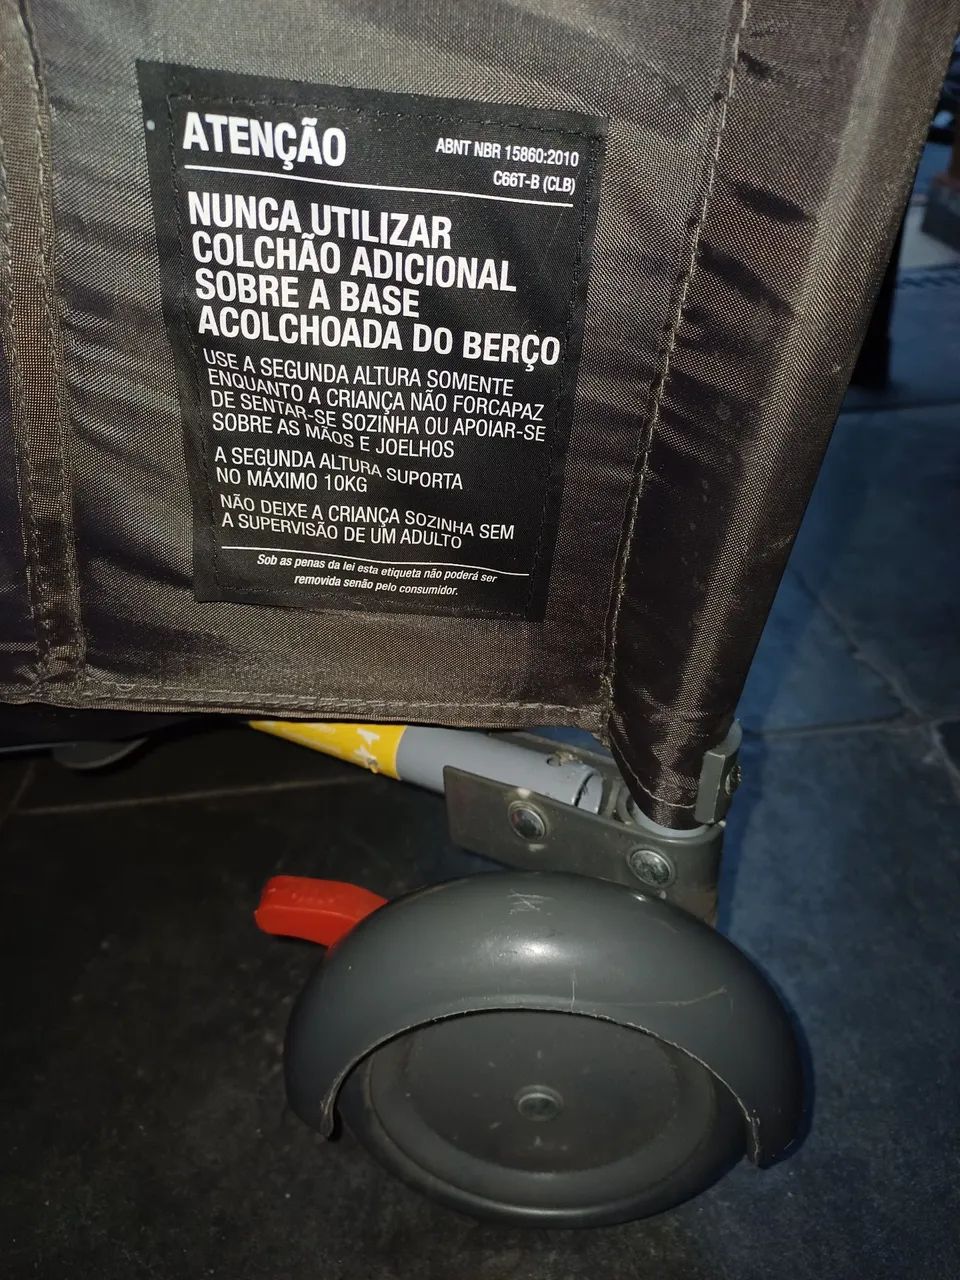 ATENÇÃO
ABNT NBR 15860:2010
C66T-B (CLB)
NUNCA UTILIZAR
COLCHÃO ADICIONAL
SOBRE A BASE
ACOLCHOADA DO BERÇO
USE A SEGUNDA ALTURA SOMENTE
ENQUANTO A CRIANÇA NÃO FORCAPAZ
DE SENTAR-SE SOZINHA OU APOIAR-SE
SOBRE AS MÃOS E JOELHOS
A SEGUNDA ALTURA SUPORTA
NO MÁXIMO 10KG
NÃO DEIXE A CRIANÇA SOZINHA SEM
A SUPERVISÃO DE UM ADULTO
Sob as penas da lei esta etiqueta não poderá ser
removida senão pelo consumidor.